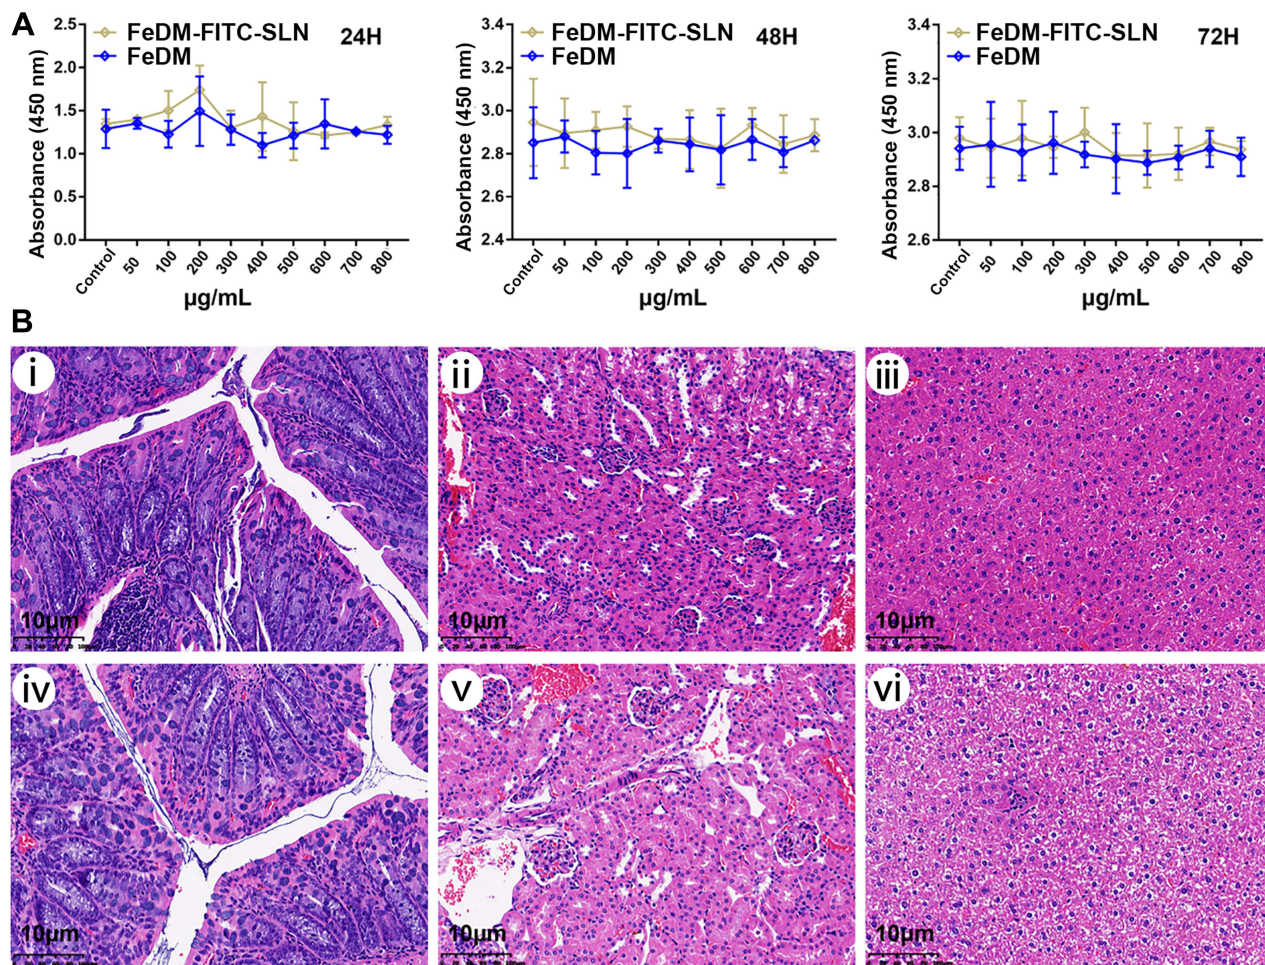 A
FeDM-FITC-SLN 24H
FeDM
Absorbance (450 nm)
2.5
2.0
1.5
1.0
0.5
0.0
Control 50 100 200 300 400 500 600 700 800
µg/mL
FeDM-FITC-SLN 48H
FeDM
Absorbance (450 nm)
3.4
3.2
3.0
2.8
2.6
2.4
Control 50 100 200 300 400 500 600 700 800
µg/mL
FeDM-FITC-SLN 72H
FeDM
Absorbance (450 nm)
3.4
3.2
3.0
2.8
2.6
Control 50 100 200 300 400 500 600 700 800
µg/mL
B
i
10µm
ii
10µm
iii
10µm
iv
10µm
v
10µm
vi
10µm